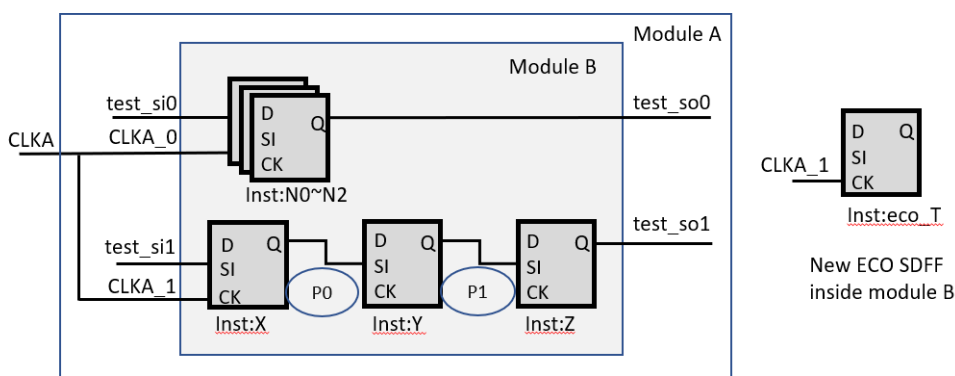 Module A
Module B
test_si0
test_so0
CLKA
CLKA_0
D
Q
SI
CK
Inst:N0~N2
D
Q
SI
CK
CLKA_1
Inst:eco_T
New ECO SDFF
inside module B
test_si1
test_so1
CLKA_1
D
Q
SI
CK
Inst:X
P0
D
Q
SI
CK
Inst:Y
P1
D
Q
SI
CK
Inst:Z